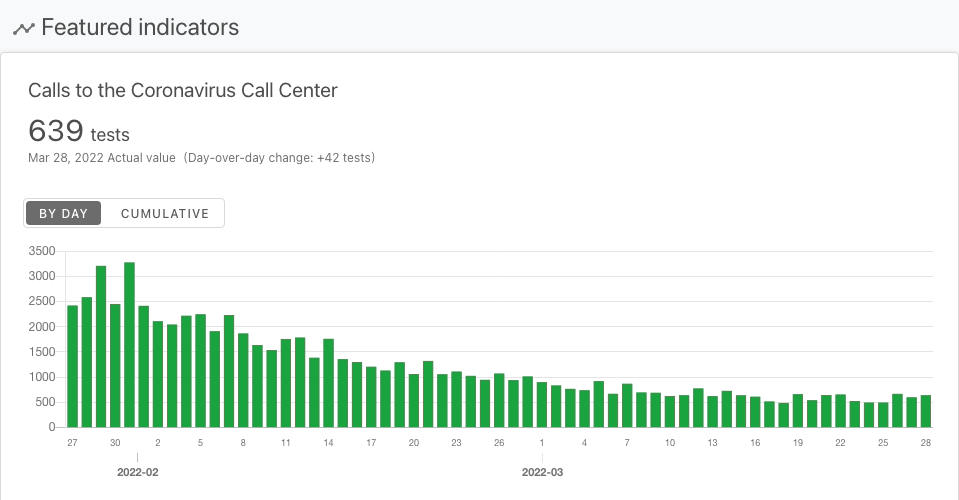 Featured indicators
Calls to the Coronavirus Call Center
639 tests
Mar 28, 2022 Actual value (Day-over-day change: +42 tests)
BY DAY CUMULATIVE
3500
3000
2500
2000
1500
1000
500
0
27 30 2 5 8 11 14 17 20 23 26 1 4 7 10 13 16 19 22 25 28
2022-02 2022-03